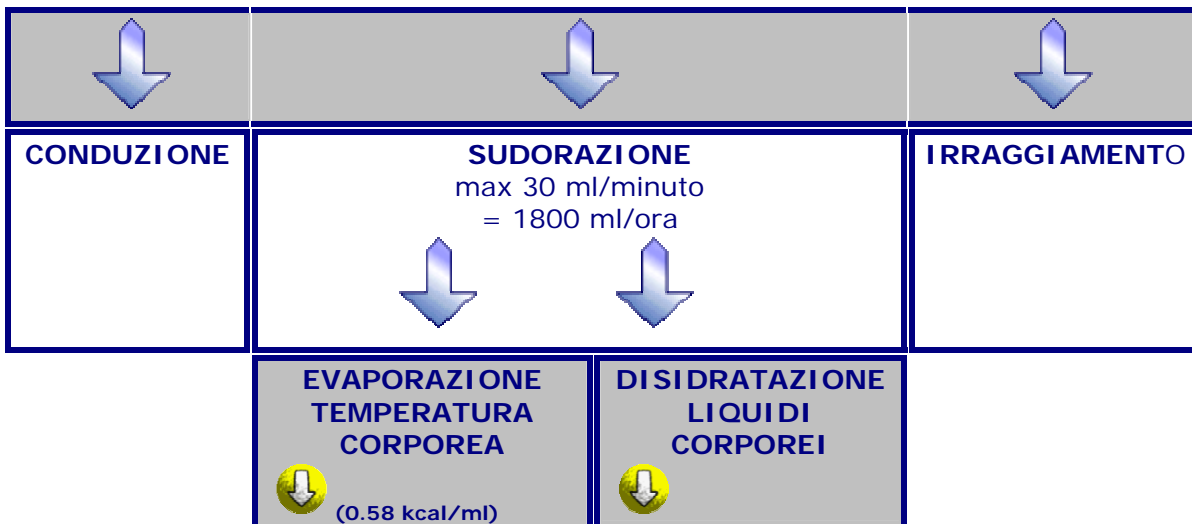 CONDUZIONE
SUDORAZIONE
max 30 ml/minuto
= 1800 ml/ora
IRRAGGIAMENTO
EVAPORAZIONE
TEMPERATURA
CORPOREA
(0.58 kcal/ml)
DISIDRATAZIONE
LIQUIDI
CORPOREI